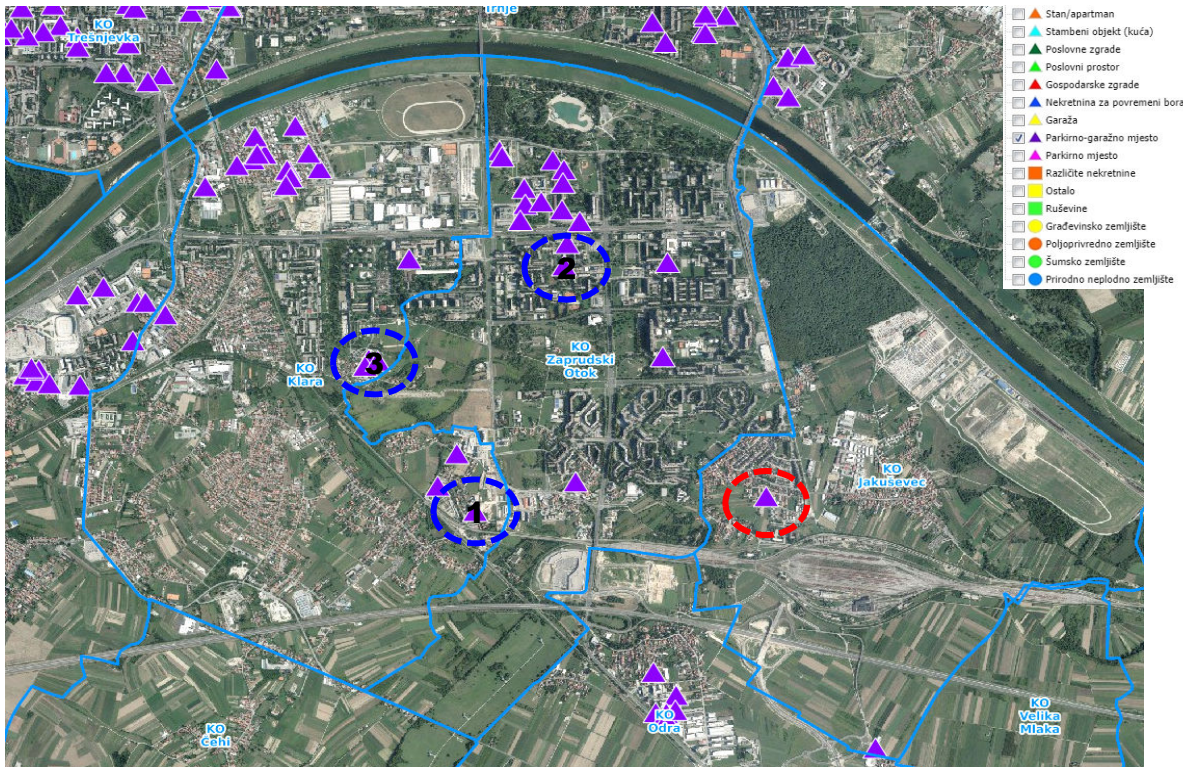 Trnje
KO
Trešnjevka
Stan/apartman
Stambeni objekt (kuća)
Poslovne zgrade
Poslovni prostor
Gospodarske zgrade
Nekretnina za povremeni bora
Garaža
Parkirno-garažno mjesto
Parkirno mjesto
Različite nekretnine
Ostalo
Ruševine
Građevinsko zemljište
Poljoprivredno zemljište
Šumsko zemljište
Prirodno neplodno zemljište
2
3
KO
Zaprudski
Otok
KO
Klara
KO
Jakuševec
1
KO
Čehi
KO
Odra
KO
Velika
Mlaka